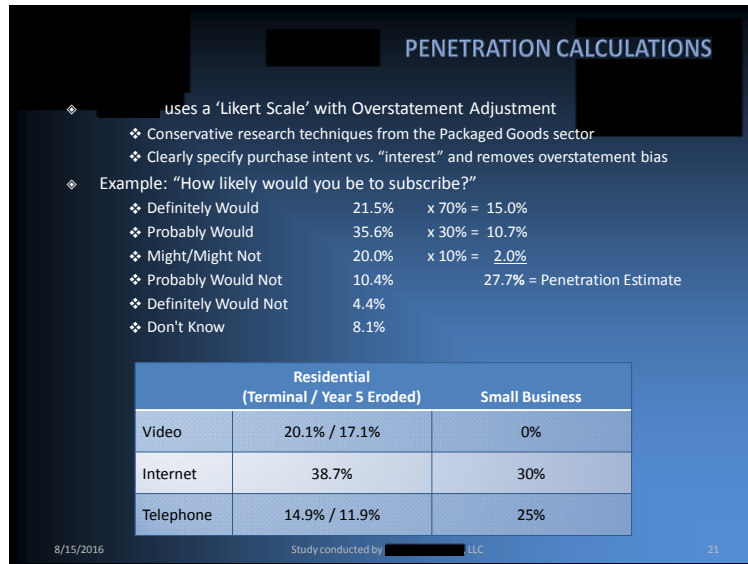 PENETRATION CALCULATIONS
uses a ‘Likert Scale’ with Overstatement Adjustment
❖ Conservative research techniques from the Packaged Goods sector
❖ Clearly specify purchase intent vs. “interest” and removes overstatement bias
Example: “How likely would you be to subscribe?”
❖ Definitely Would 21.5% x 70% = 15.0%
❖ Probably Would 35.6% x 30% = 10.7%
❖ Might/Might Not 20.0% x 10% = 2.0%
❖ Probably Would Not 10.4% 27.7% = Penetration Estimate
❖ Definitely Would Not 4.4%
❖ Don't Know 8.1%
Residential
(Terminal / Year 5 Eroded) Small Business
Video 20.1% / 17.1% 0%
Internet 38.7% 30%
Telephone 14.9% / 11.9% 25%
8/15/2016 Study conducted by , LLC 21